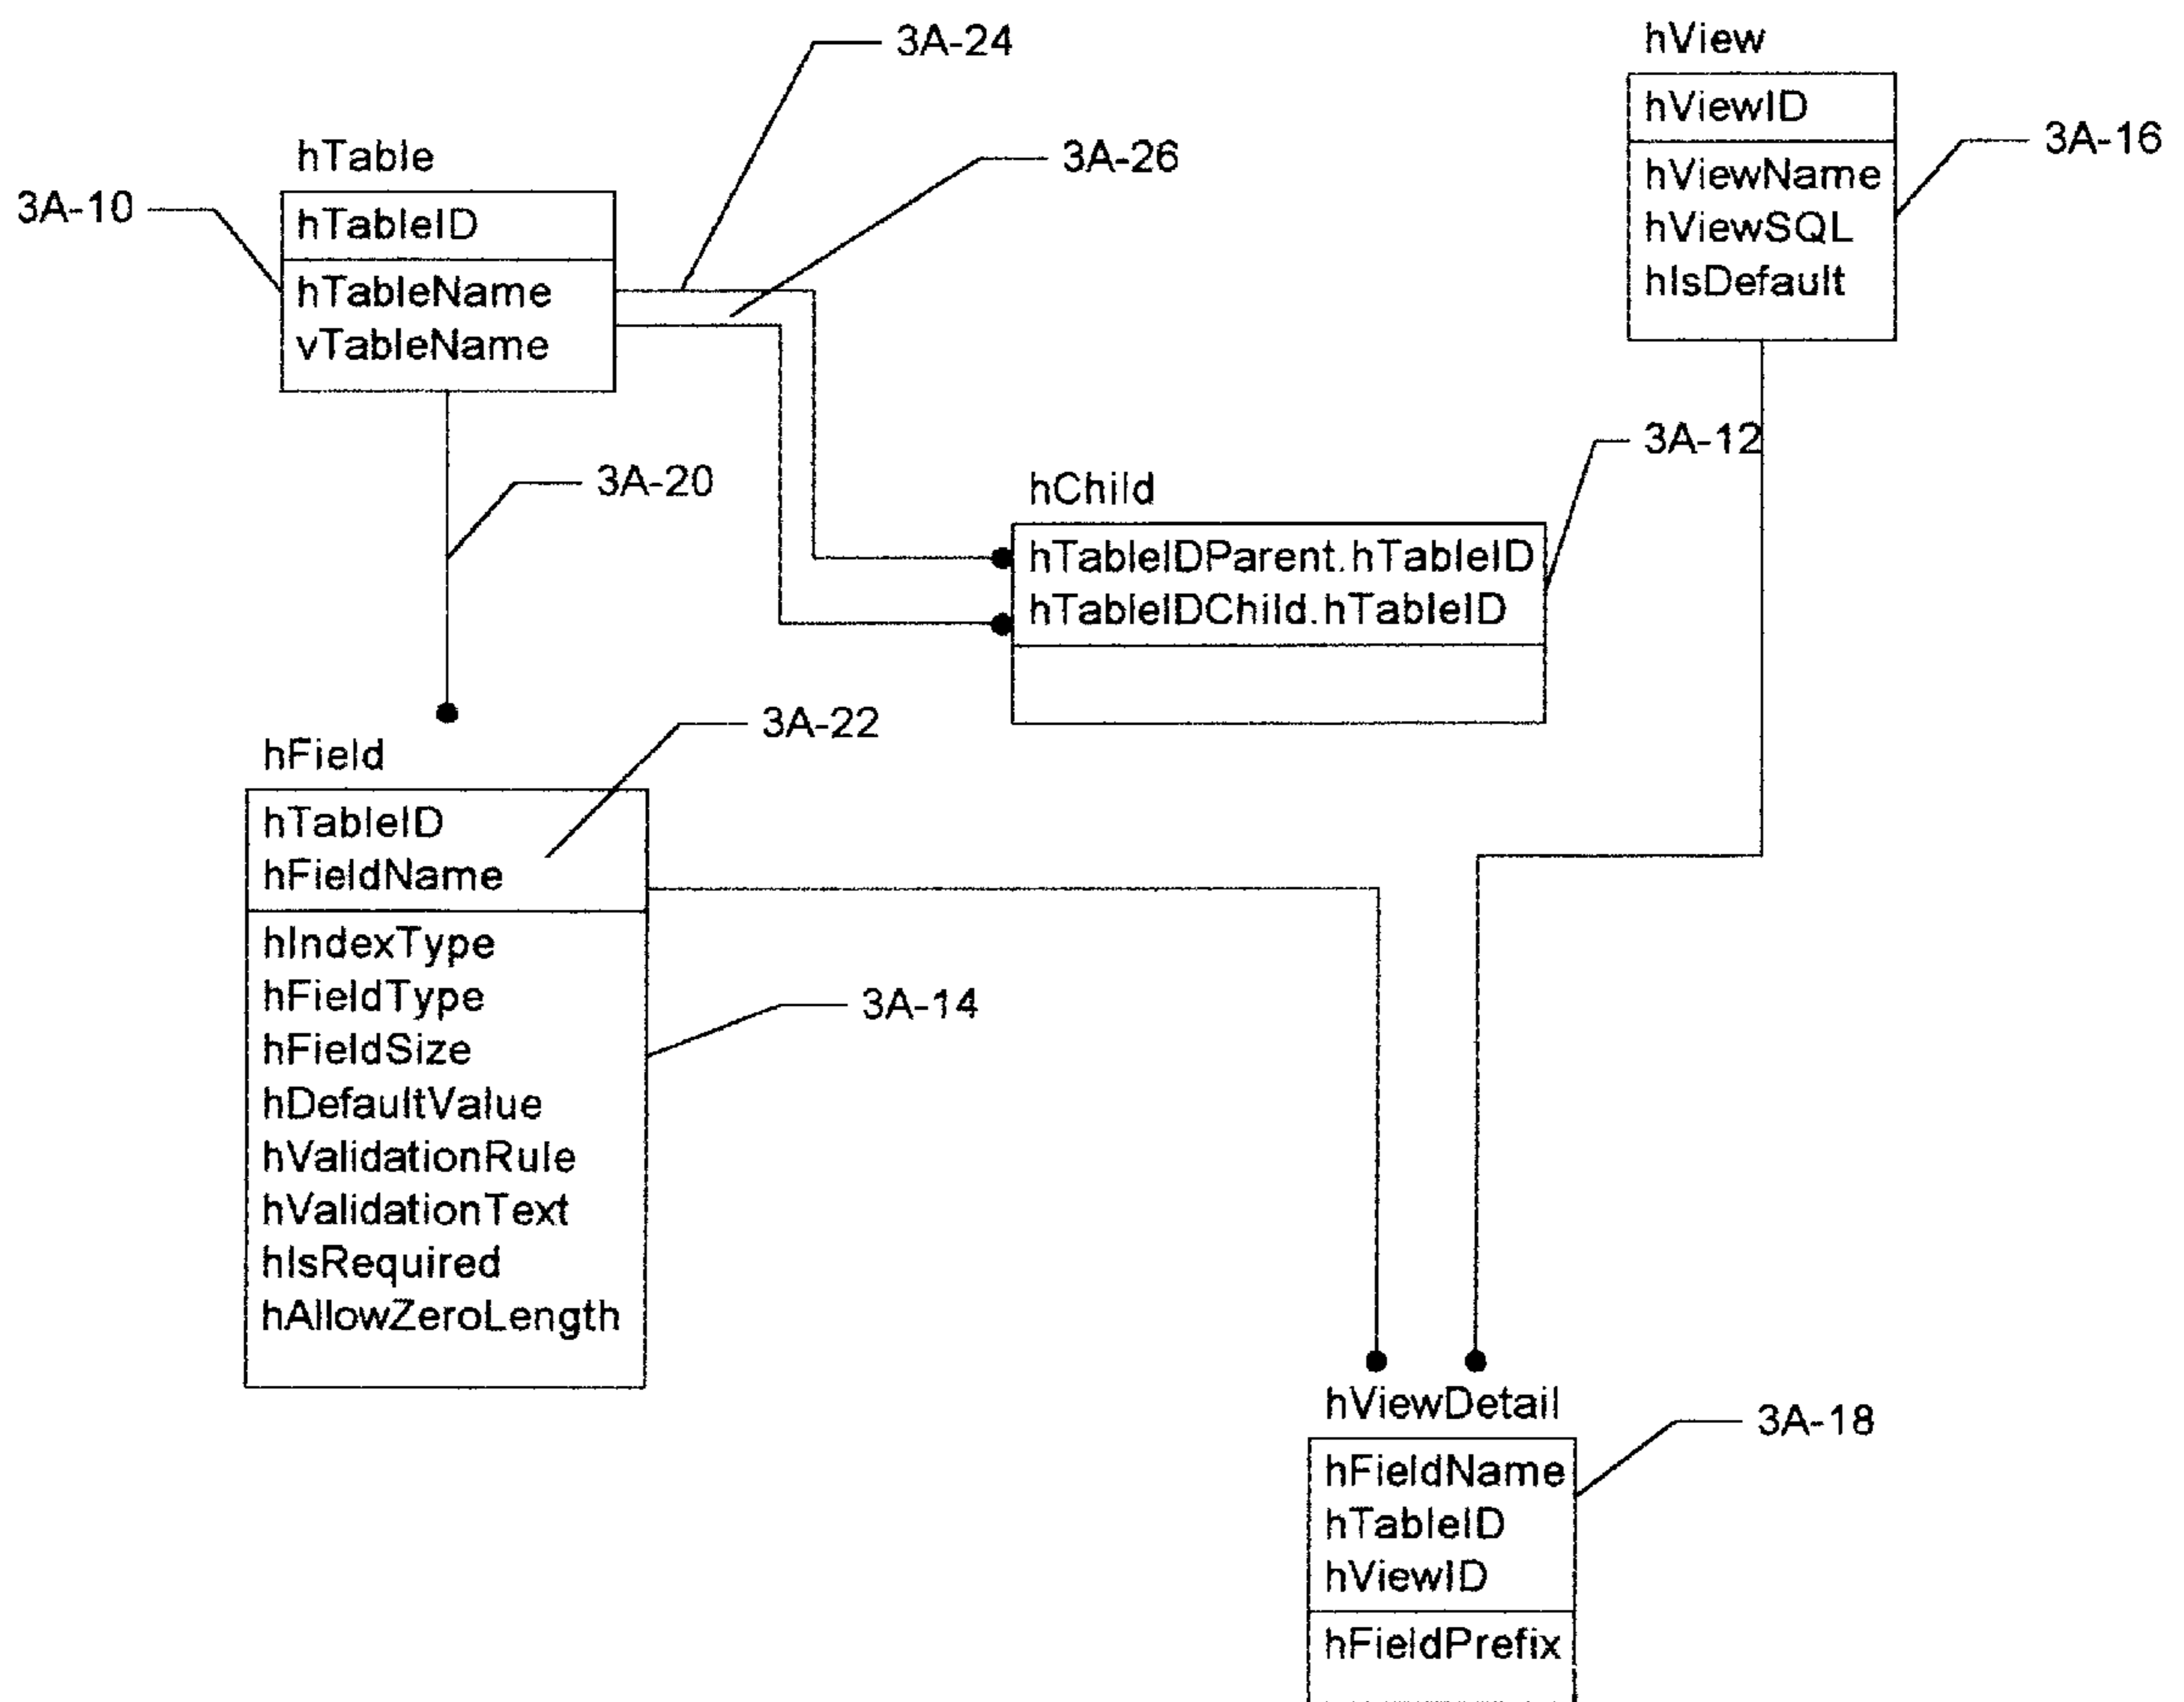 3A-24
hView
hViewID
3A-16
hViewName
hViewSQL
hIsDefault
hTable
3A-26
3A-10
hTableID
hTableName
vTableName
3A-20
3A-12
hChild
hTableIDParent.hTableID
hTableIDChild.hTableID
3A-22
hField
hTableID
hFieldName
hIndexType
hFieldType
hFieldSize
hDefaultValue
hValidationRule
hValidationText
hIsRequired
hAllowZeroLength
3A-14
hViewDetail
3A-18
hFieldName
hTableID
hViewID
hFieldPrefix